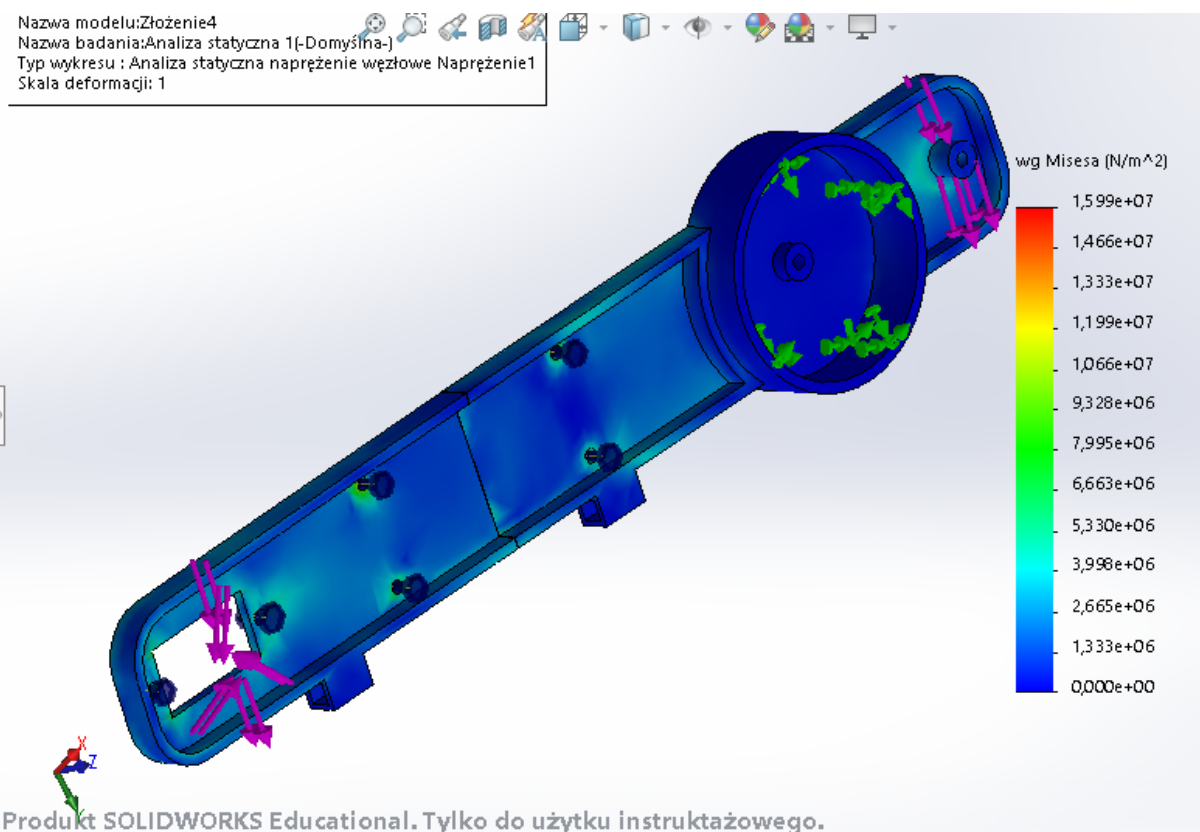 Nazwa modelu:Złożenie4
Nazwa badania:Analiza statyczna 1(-Domyślna-)
Typ wykresu : Analiza statyczna naprężenie węzłowe Naprężenie1
Skala deformacji: 1
wg Misesa (N/m^2)
1,599e+07
1,466e+07
1,333e+07
1,199e+07
1,066e+07
9,328e+06
7,995e+06
6,663e+06
5,330e+06
3,998e+06
2,665e+06
1,333e+06
0,000e+00
X
Z
Y
Produkt SOLIDWORKS Educational. Tylko do użytku instruktażowego.